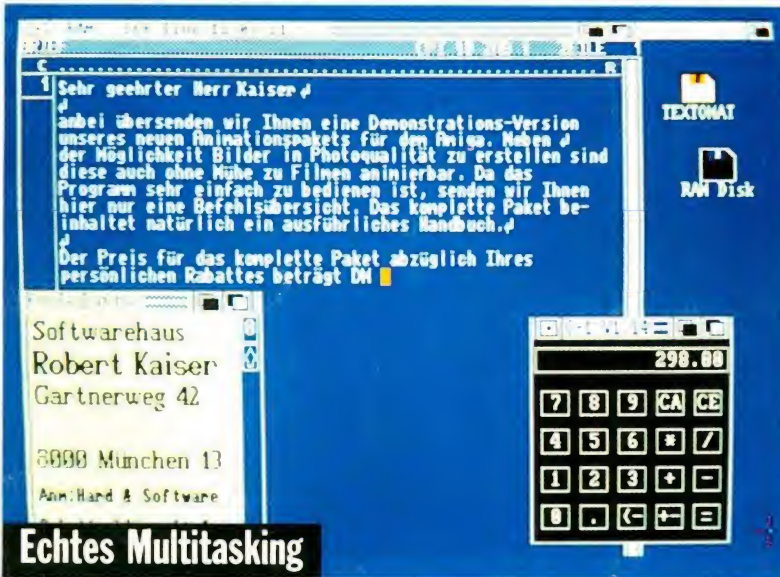 C R
1 Sehr geehrter Herr Kaiser↲
↲
anbei übersenden wir Ihnen eine Demonstrations-Version
unseres neuen Animationspakets für den Amiga. Neben ↲
der Möglichkeit Bilder in Photoqualität zu erstellen sind
diese auch ohne Mühe zu Filmen animierbar. Da das
Programm sehr einfach zu bedienen ist, senden wir Ihnen
hier nur eine Befehlsübersicht. Das komplette Paket be-
inhaltet natürlich ein ausführliches Handbuch.↲
↲
Der Preis für das komplette Paket abzüglich Ihres
persönlichen Rabattes beträgt DM
TEXTOMAT
RAM Disk
Softwarehaus
Robert Kaiser
Gartnerweg 42
8000 Munchen 13
Anm:Hard & Software
298.00
7 8 9 CA CE
4 5 6 * /
1 2 3 + -
0 . <- +- =
Echtes Multitasking